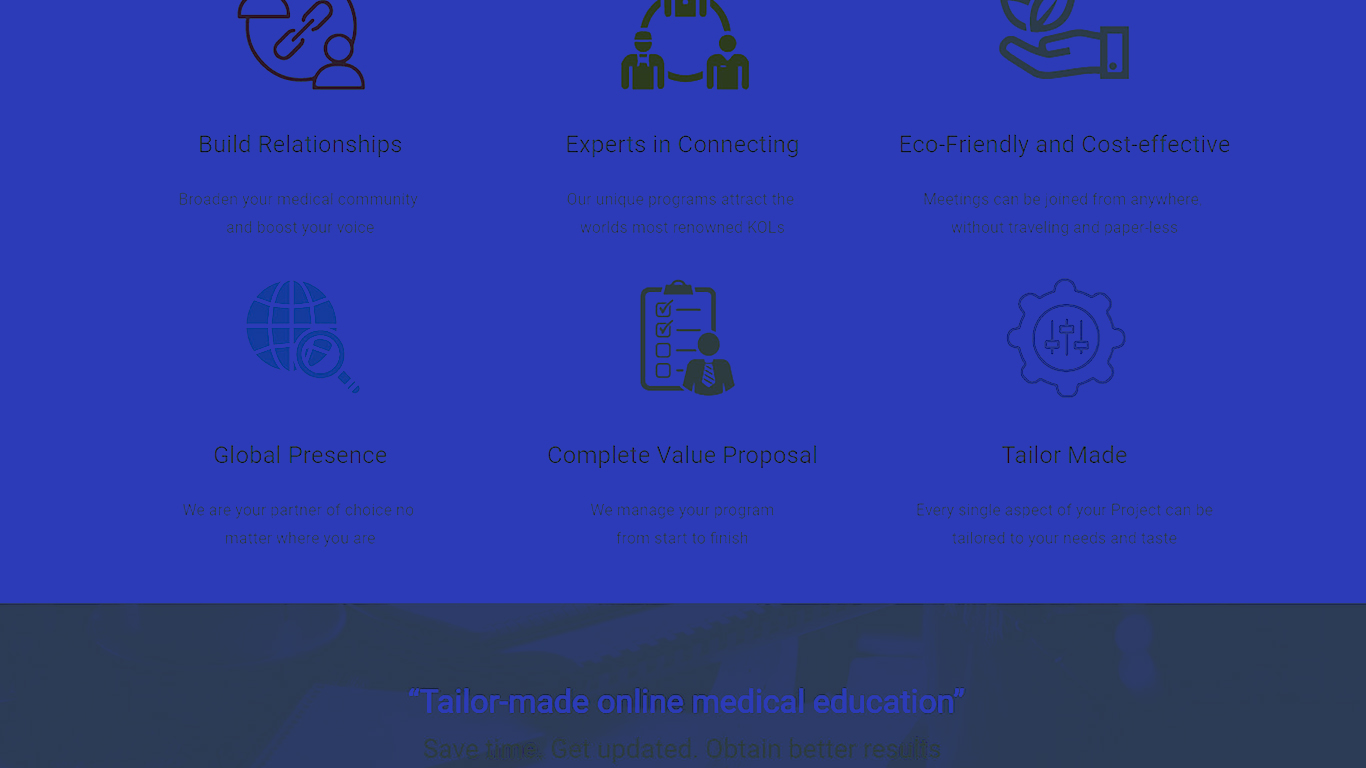 Build Relationships
Experts in Connecting
Eco-Friendly and Cost-effective
Broaden your medical community
and boost your voice
Our unique programs attract the
worlds most renowned KOLs
Meetings can be joined from anywhere,
without traveling and paper-less
Global Presence
Complete Value Proposal
Tailor Made
We are your partner of choice no
matter where you are
We manage your program
from start to finish
Every single aspect of your Project can be
tailored to your needs and taste
“Tailor-made online medical education”
Save time. Get updated. Obtain better results